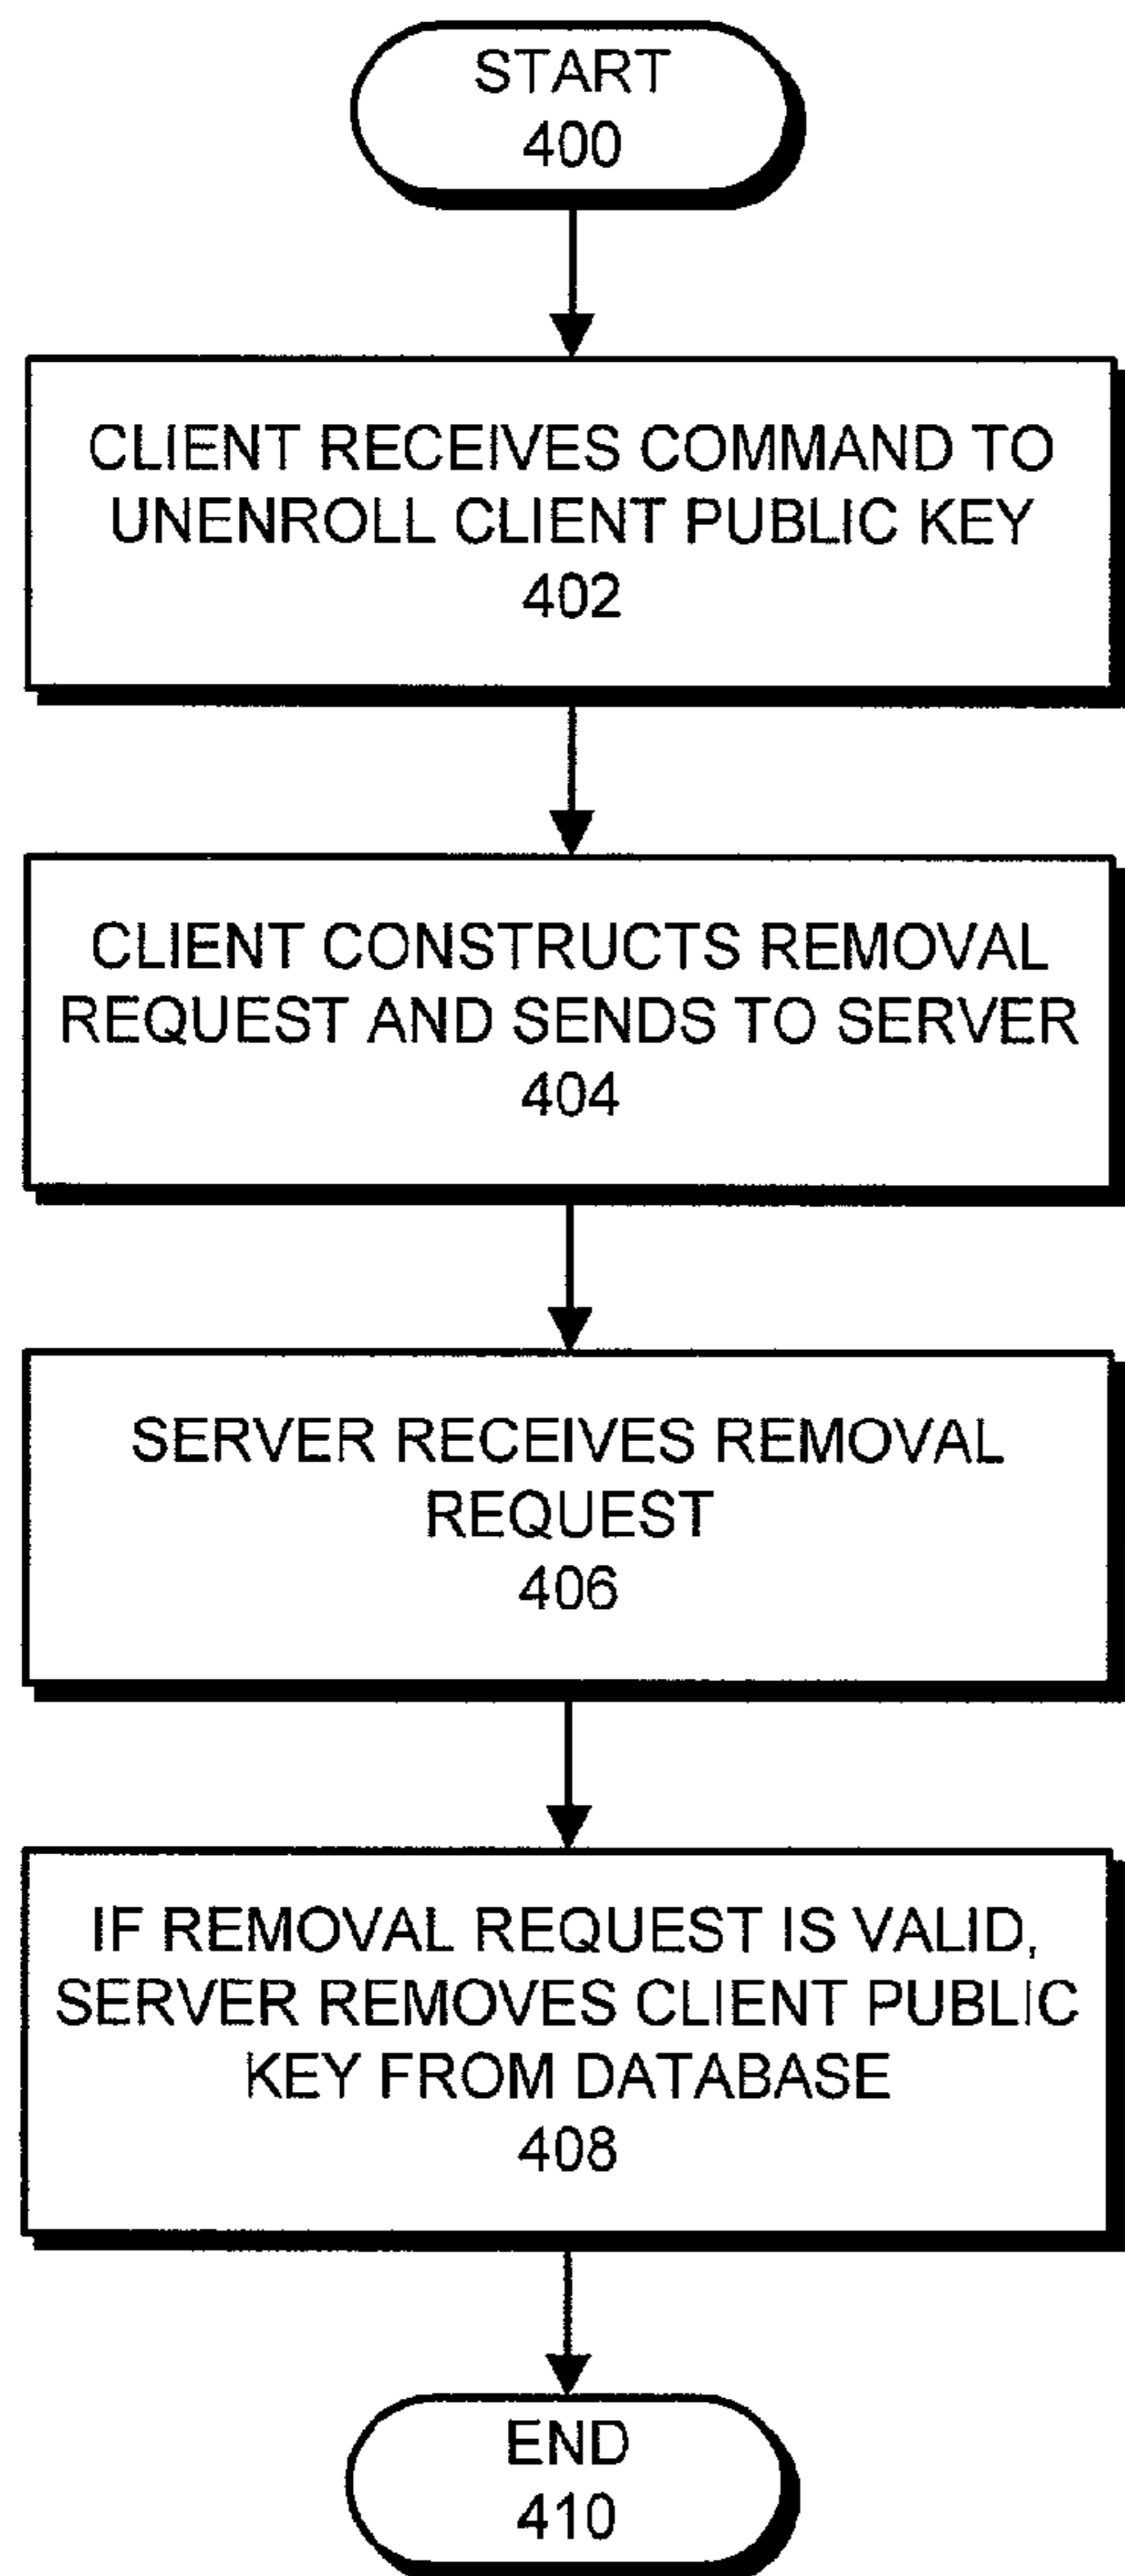 START
400
CLIENT RECEIVES COMMAND TO
UNENROLL CLIENT PUBLIC KEY
402
CLIENT CONSTRUCTS REMOVAL
REQUEST AND SENDS TO SERVER
404
SERVER RECEIVES REMOVAL
REQUEST
406
IF REMOVAL REQUEST IS VALID,
SERVER REMOVES CLIENT PUBLIC
KEY FROM DATABASE
408
END
410